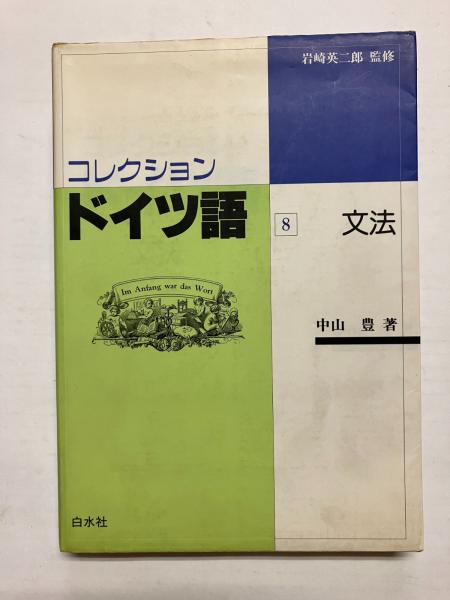 岩崎英二郎 監修
コレクション
ドイツ語 8 文法
Im Anfang war das Wort
中山 豊 著
白水社